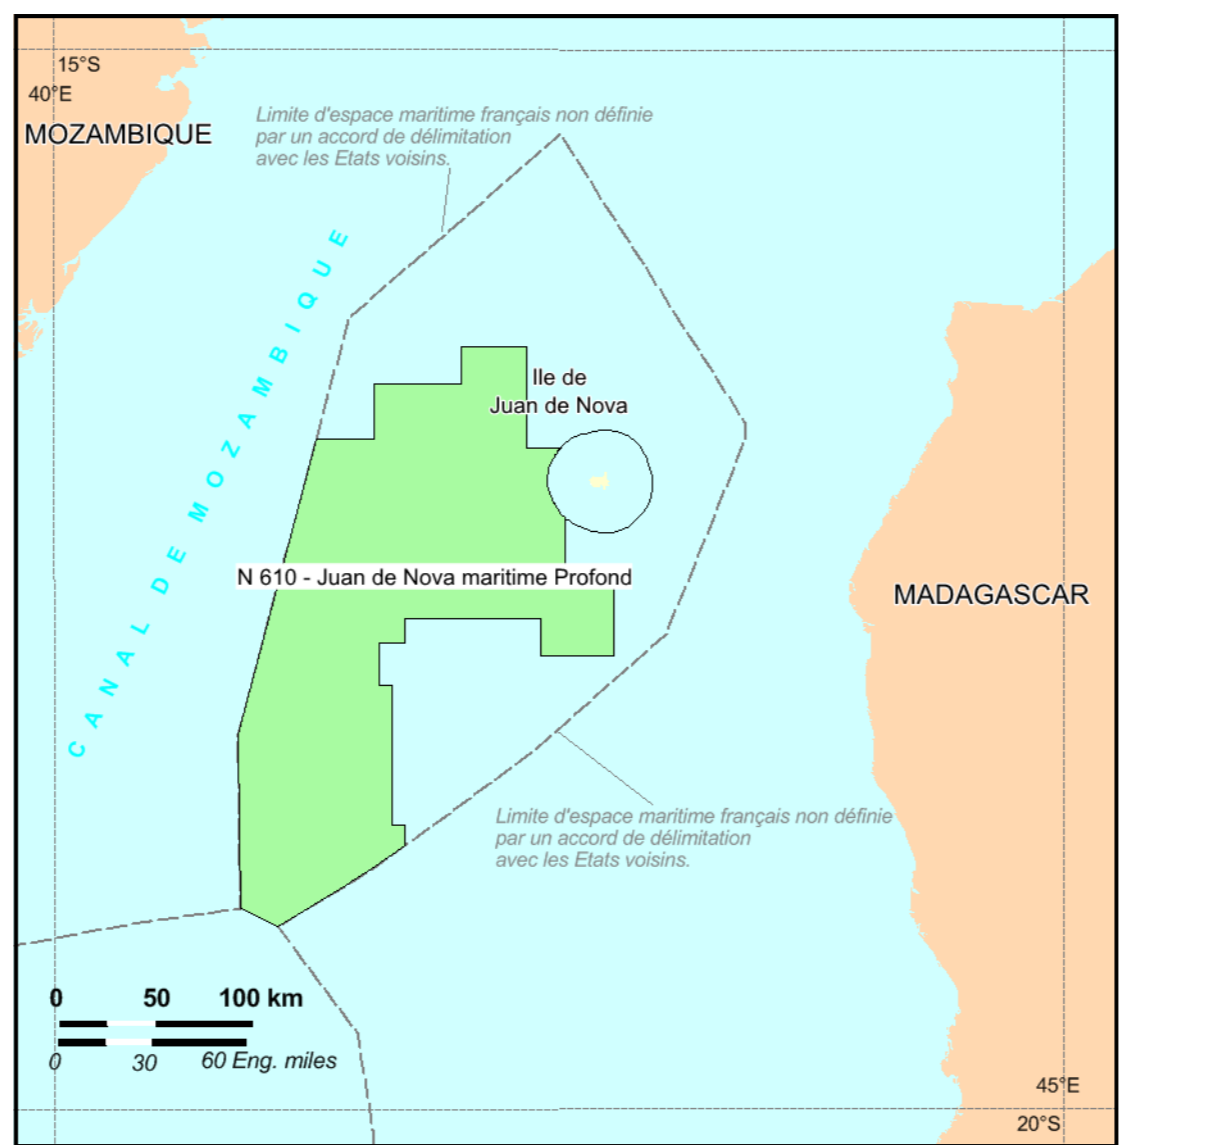 15°S
40°E
MOZAMBIQUE
Limite d'espace maritime français non définie
par un accord de délimitation
avec les Etats voisins.
CANAL DE MOZAMBIQUE
Ile de
Juan de Nova
N 610 - Juan de Nova maritime Profond
MADAGASCAR
Limite d'espace maritime français non définie
par un accord de délimitation
avec les Etats voisins.
0 50 100 km
0 30 60 Eng. miles
45°E
20°S